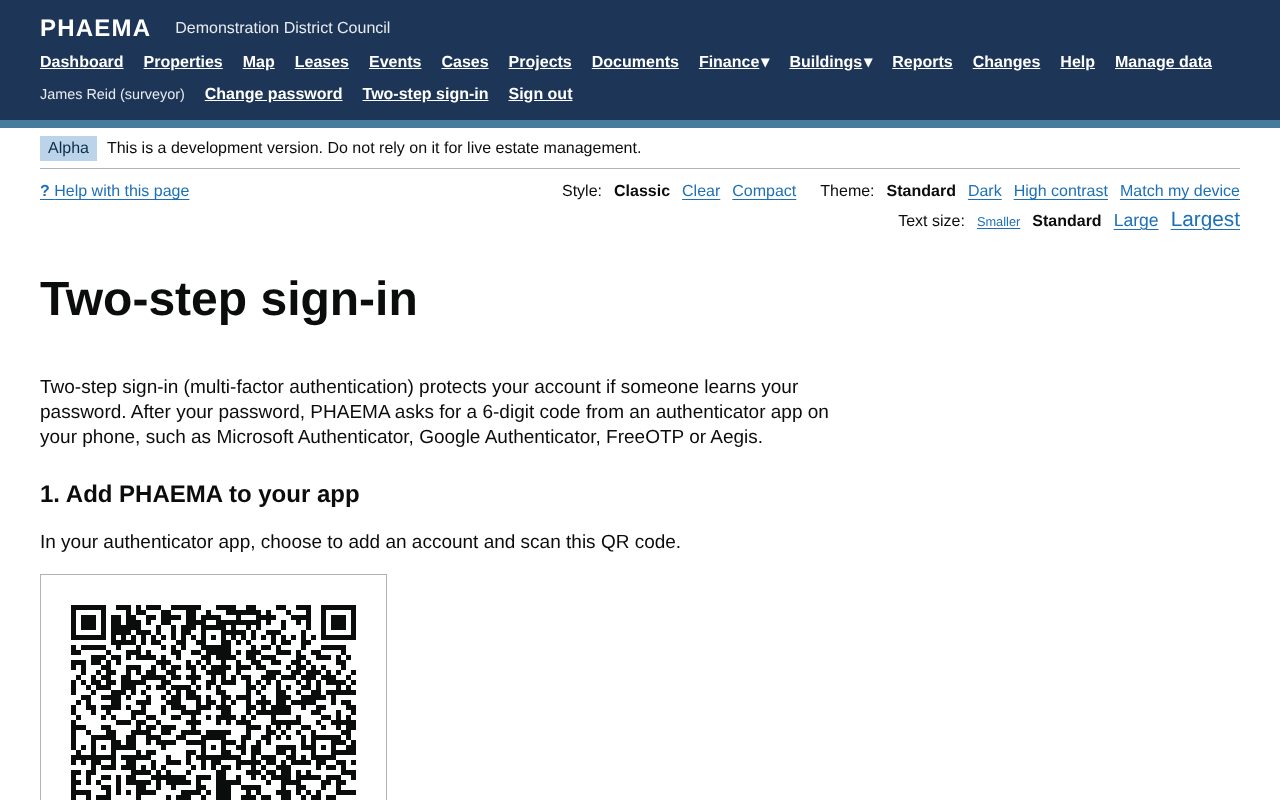 PHAEMA Demonstration District Council
Dashboard Properties Map Leases Events Cases Projects Documents Finance▾ Buildings▾ Reports Changes Help Manage data
James Reid (surveyor) Change password Two-step sign-in Sign out
Alpha This is a development version. Do not rely on it for live estate management.
? Help with this page Style: Classic Clear Compact Theme: Standard Dark High contrast Match my device
Text size: Smaller Standard Large Largest
Two-step sign-in
Two-step sign-in (multi-factor authentication) protects your account if someone learns your
password. After your password, PHAEMA asks for a 6-digit code from an authenticator app on
your phone, such as Microsoft Authenticator, Google Authenticator, FreeOTP or Aegis.
1. Add PHAEMA to your app
In your authenticator app, choose to add an account and scan this QR code.